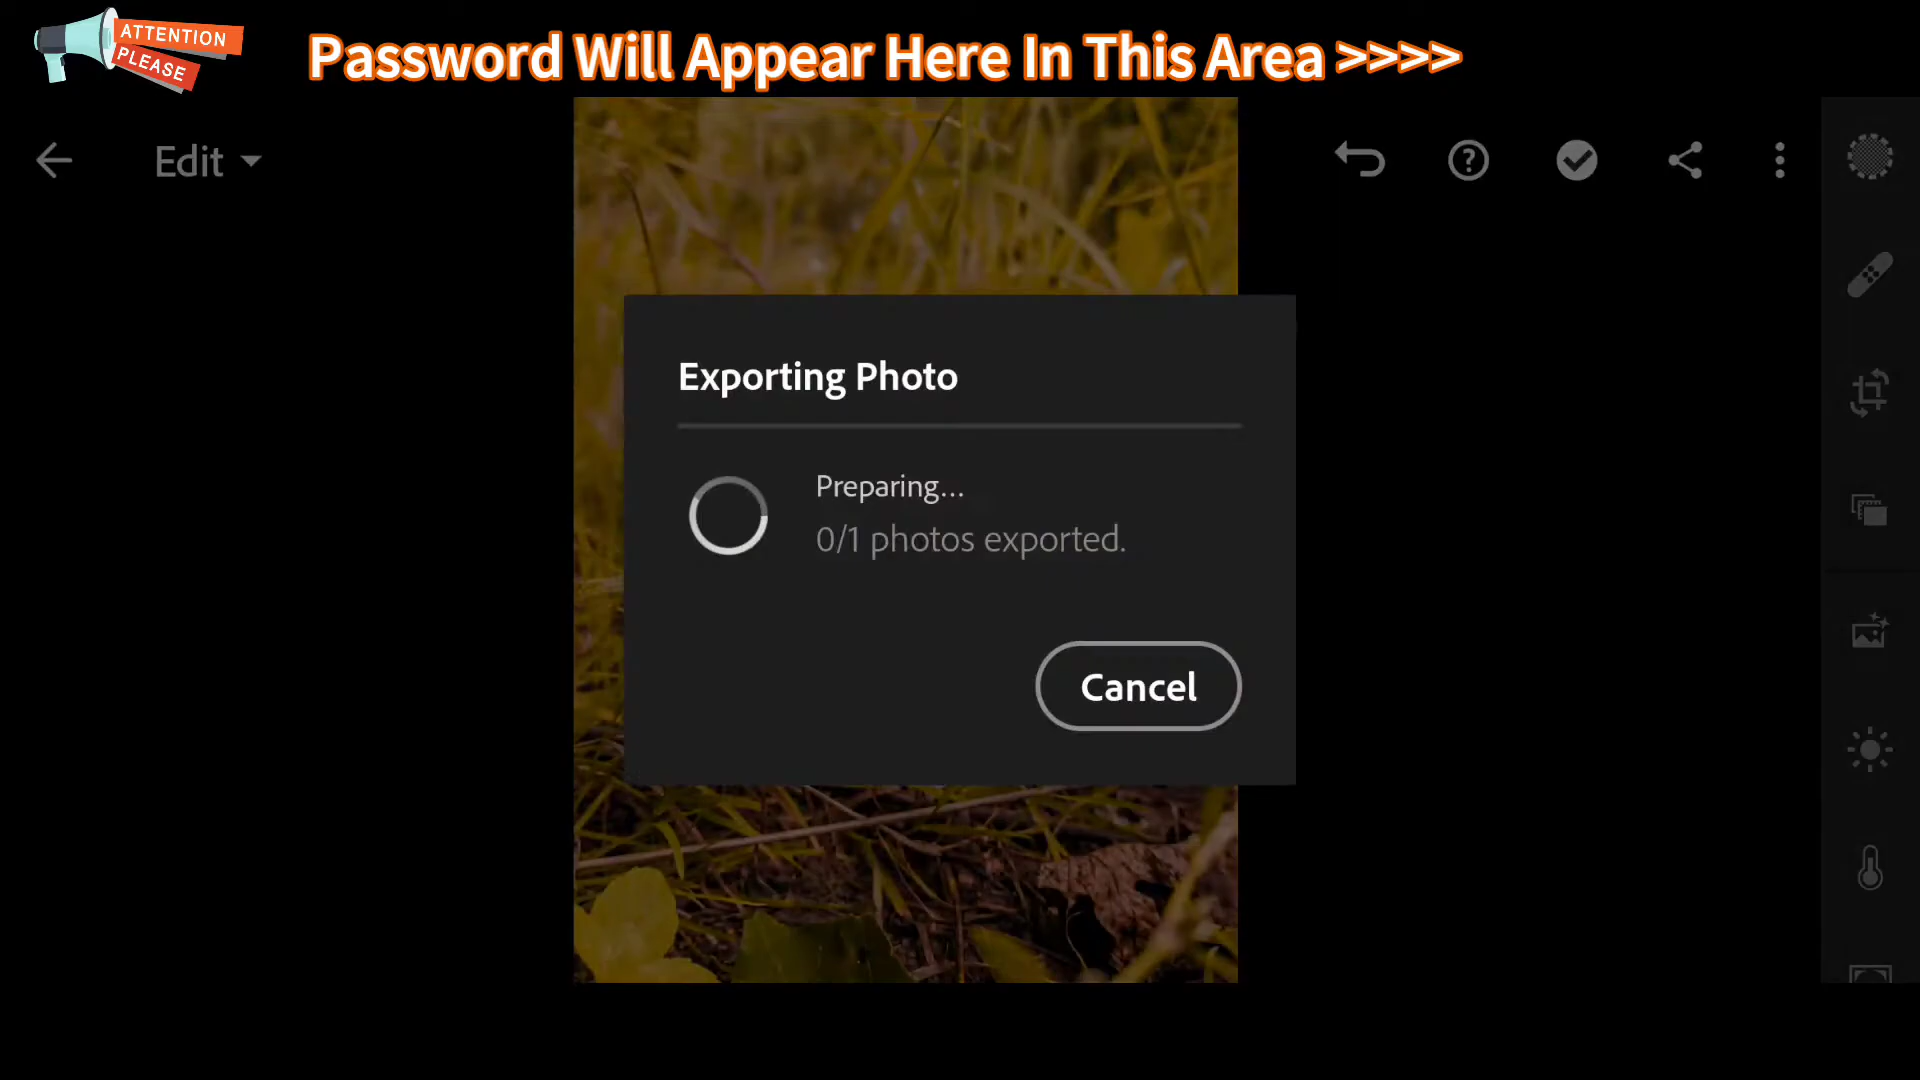 ATTENTION
PLEASE
Password Will Appear Here In This Area >>>>
Edit
Exporting Photo
Preparing...
0/1 photos exported.
Cancel